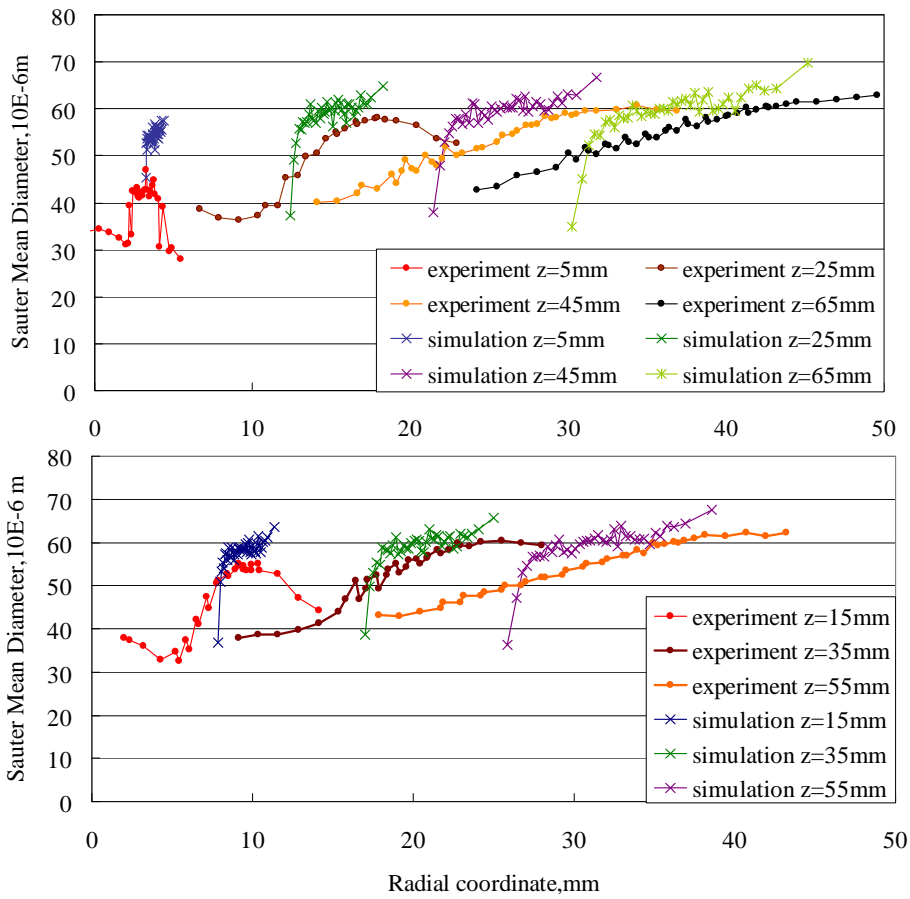 80
70
60
50
40
30
20
10
0
Sauter Mean Diameter,10E-6m
experiment z=5mm
experiment z=25mm
experiment z=45mm
experiment z=65mm
simulation z=5mm
simulation z=25mm
simulation z=45mm
simulation z=65mm
0 10 20 30 40 50
80
70
60
50
40
30
20
10
0
Sauter Mean Diameter,10E-6 m
experiment z=15mm
experiment z=35mm
experiment z=55mm
simulation z=15mm
simulation z=35mm
simulation z=55mm
0 10 20 30 40 50
Radial coordinate,mm